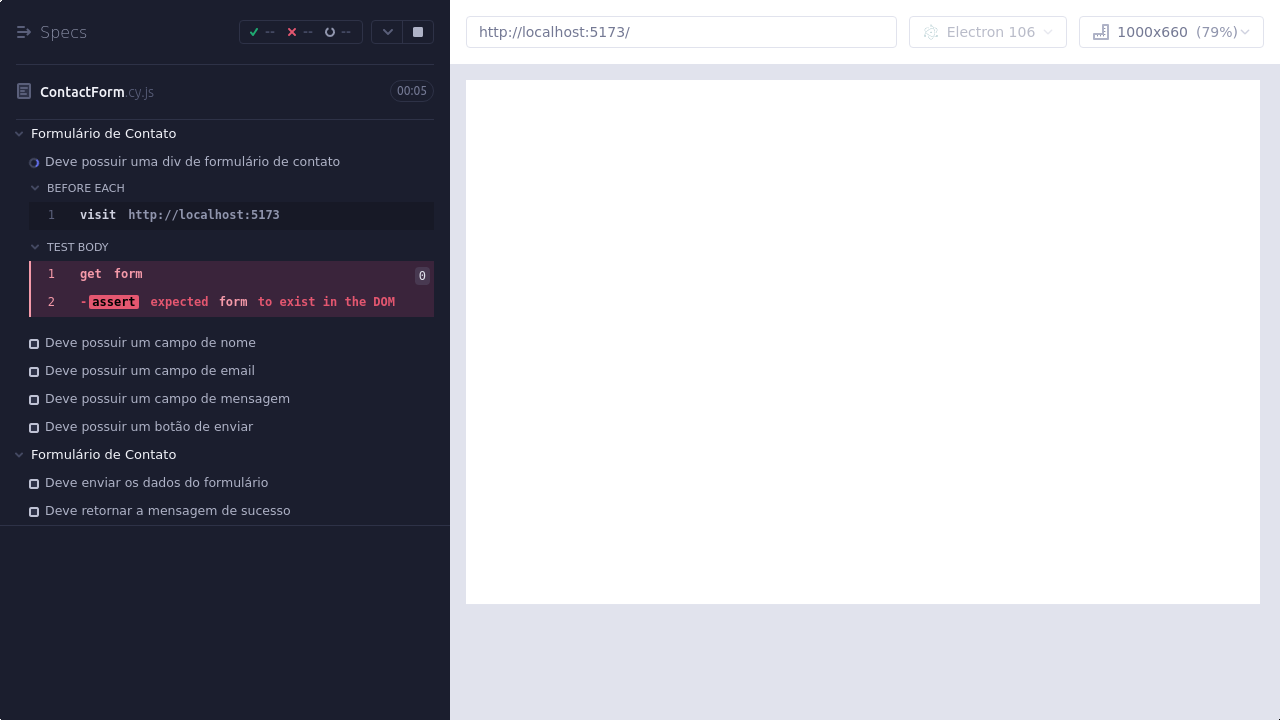 Specs
--
--
--
ContactForm.cy.js
00:05
Formulário de Contato
Deve possuir uma div de formulário de contato
BEFORE EACH
1 visit http://localhost:5173
TEST BODY
1 get form 0
2 -assert expected form to exist in the DOM
Deve possuir um campo de nome
Deve possuir um campo de email
Deve possuir um campo de mensagem
Deve possuir um botão de enviar
Formulário de Contato
Deve enviar os dados do formulário
Deve retornar a mensagem de sucesso
http://localhost:5173/
Electron 106
1000x660 (79%)